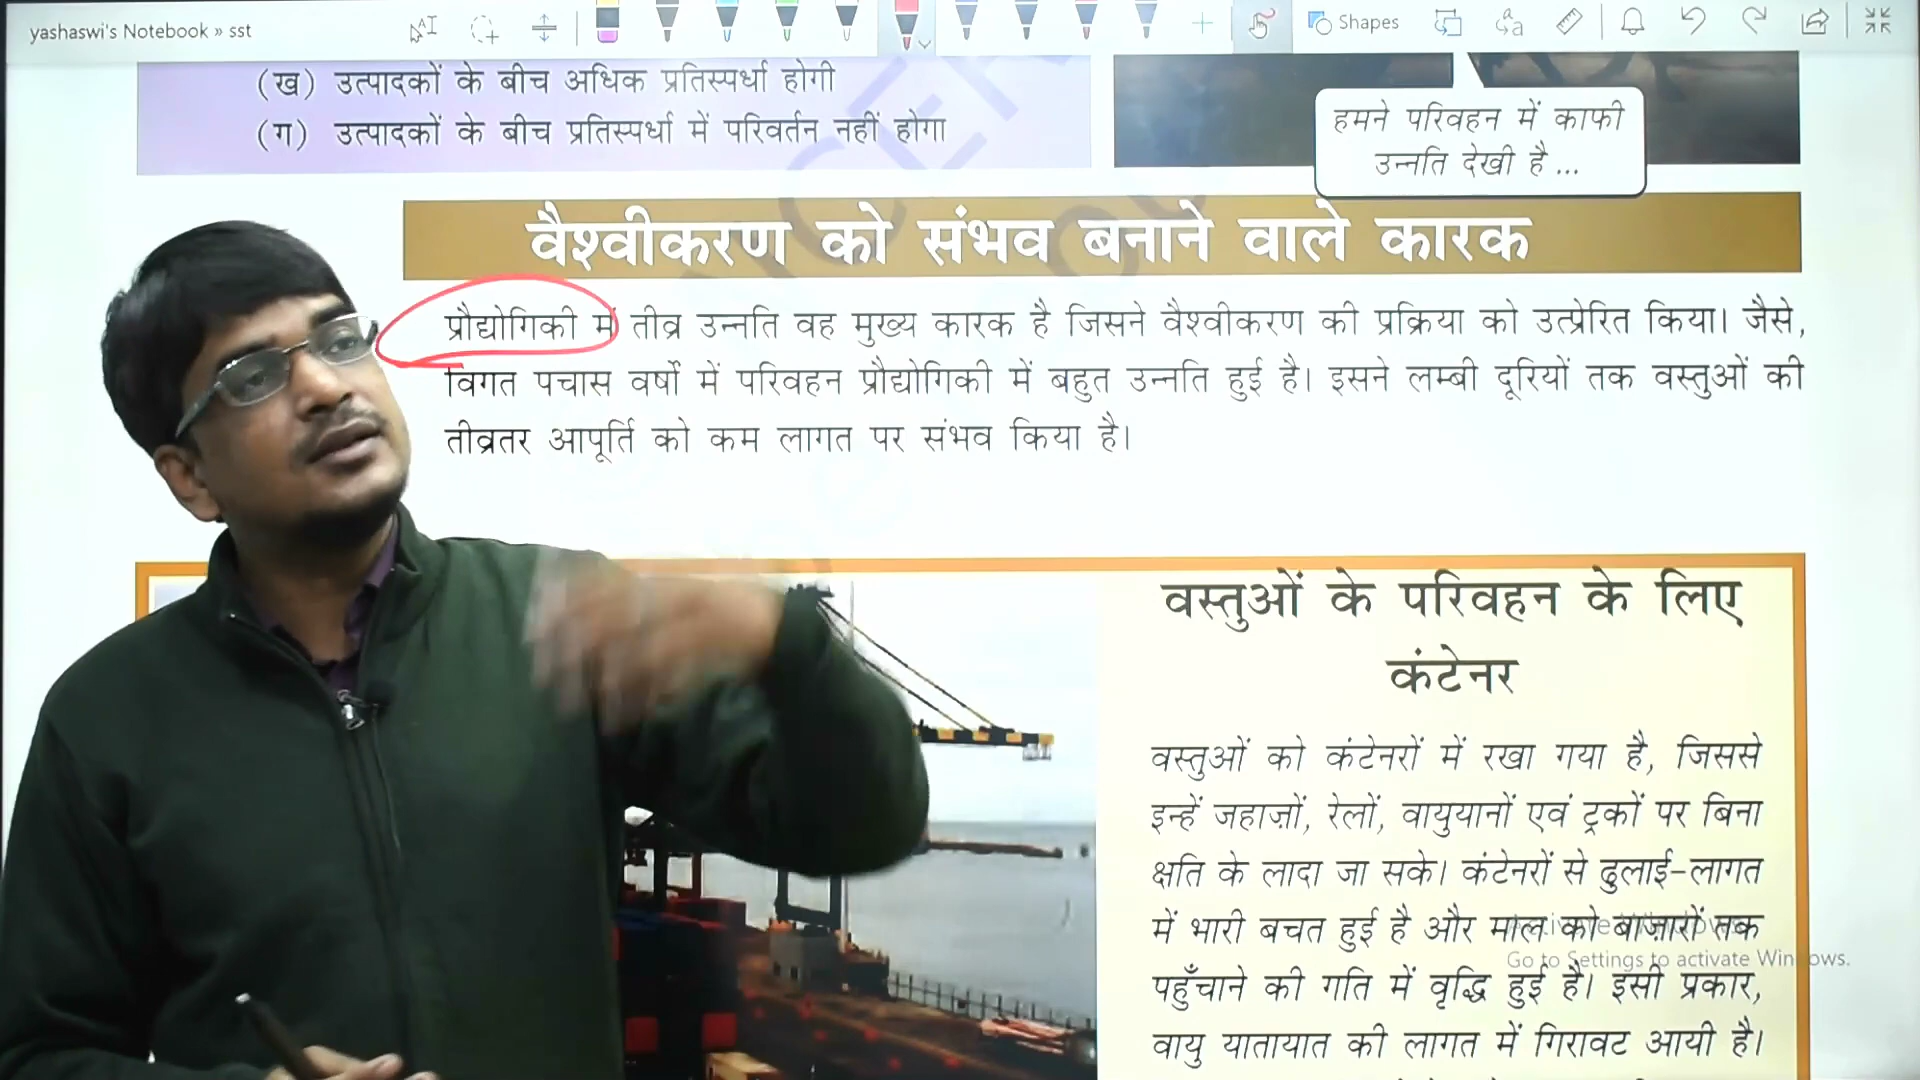 yashaswi's Notebook » sst
Shapes
(ख) उत्पादकों के बीच अधिक प्रतिस्पर्धा होगी
(ग) उत्पादकों के बीच प्रतिस्पर्धा में परिवर्तन नहीं होगा
हमने परिवहन में काफी
उन्नति देखी है ...
वैश्वीकरण को संभव बनाने वाले कारक
प्रौद्योगिकी में तीव्र उन्नति वह मुख्य कारक है जिसने वैश्वीकरण की प्रक्रिया को उत्प्रेरित किया। जैसे,
विगत पचास वर्षों में परिवहन प्रौद्योगिकी में बहुत उन्नति हुई है। इसने लम्बी दूरियों तक वस्तुओं की
तीव्रतर आपूर्ति को कम लागत पर संभव किया है।
वस्तुओं के परिवहन के लिए
कंटेनर
वस्तुओं को कंटेनरों में रखा गया है, जिससे
इन्हें जहाज़ों, रेलों, वायुयानों एवं ट्रकों पर बिना
क्षति के लादा जा सके। कंटेनरों से ढुलाई-लागत
में भारी बचत हुई है और माल को बाज़ारों तक
Go to Settings to activate Windows.
पहुँचाने की गति में वृद्धि हुई है। इसी प्रकार,
वायु यातायात की लागत में गिरावट आयी है।